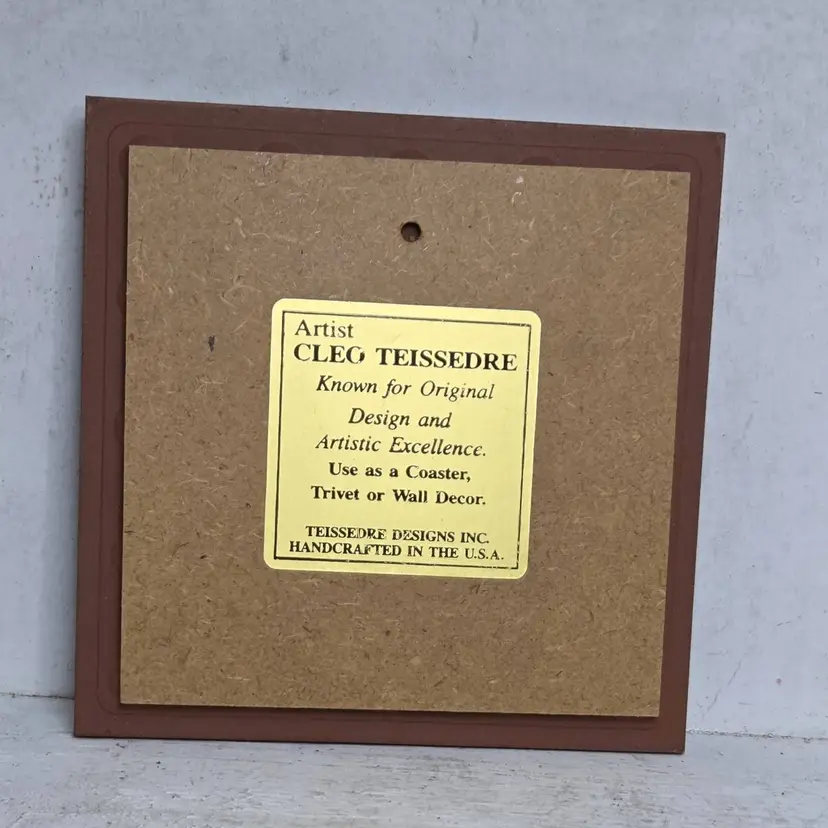 Artist
CLEO TEISSEDRE
Known for Original
Design and
Artistic Excellence.
Use as a Coaster,
Trivet or Wall Decor.
TEISSEDRE DESIGNS INC.
HANDCRAFTED IN THE U.S.A.